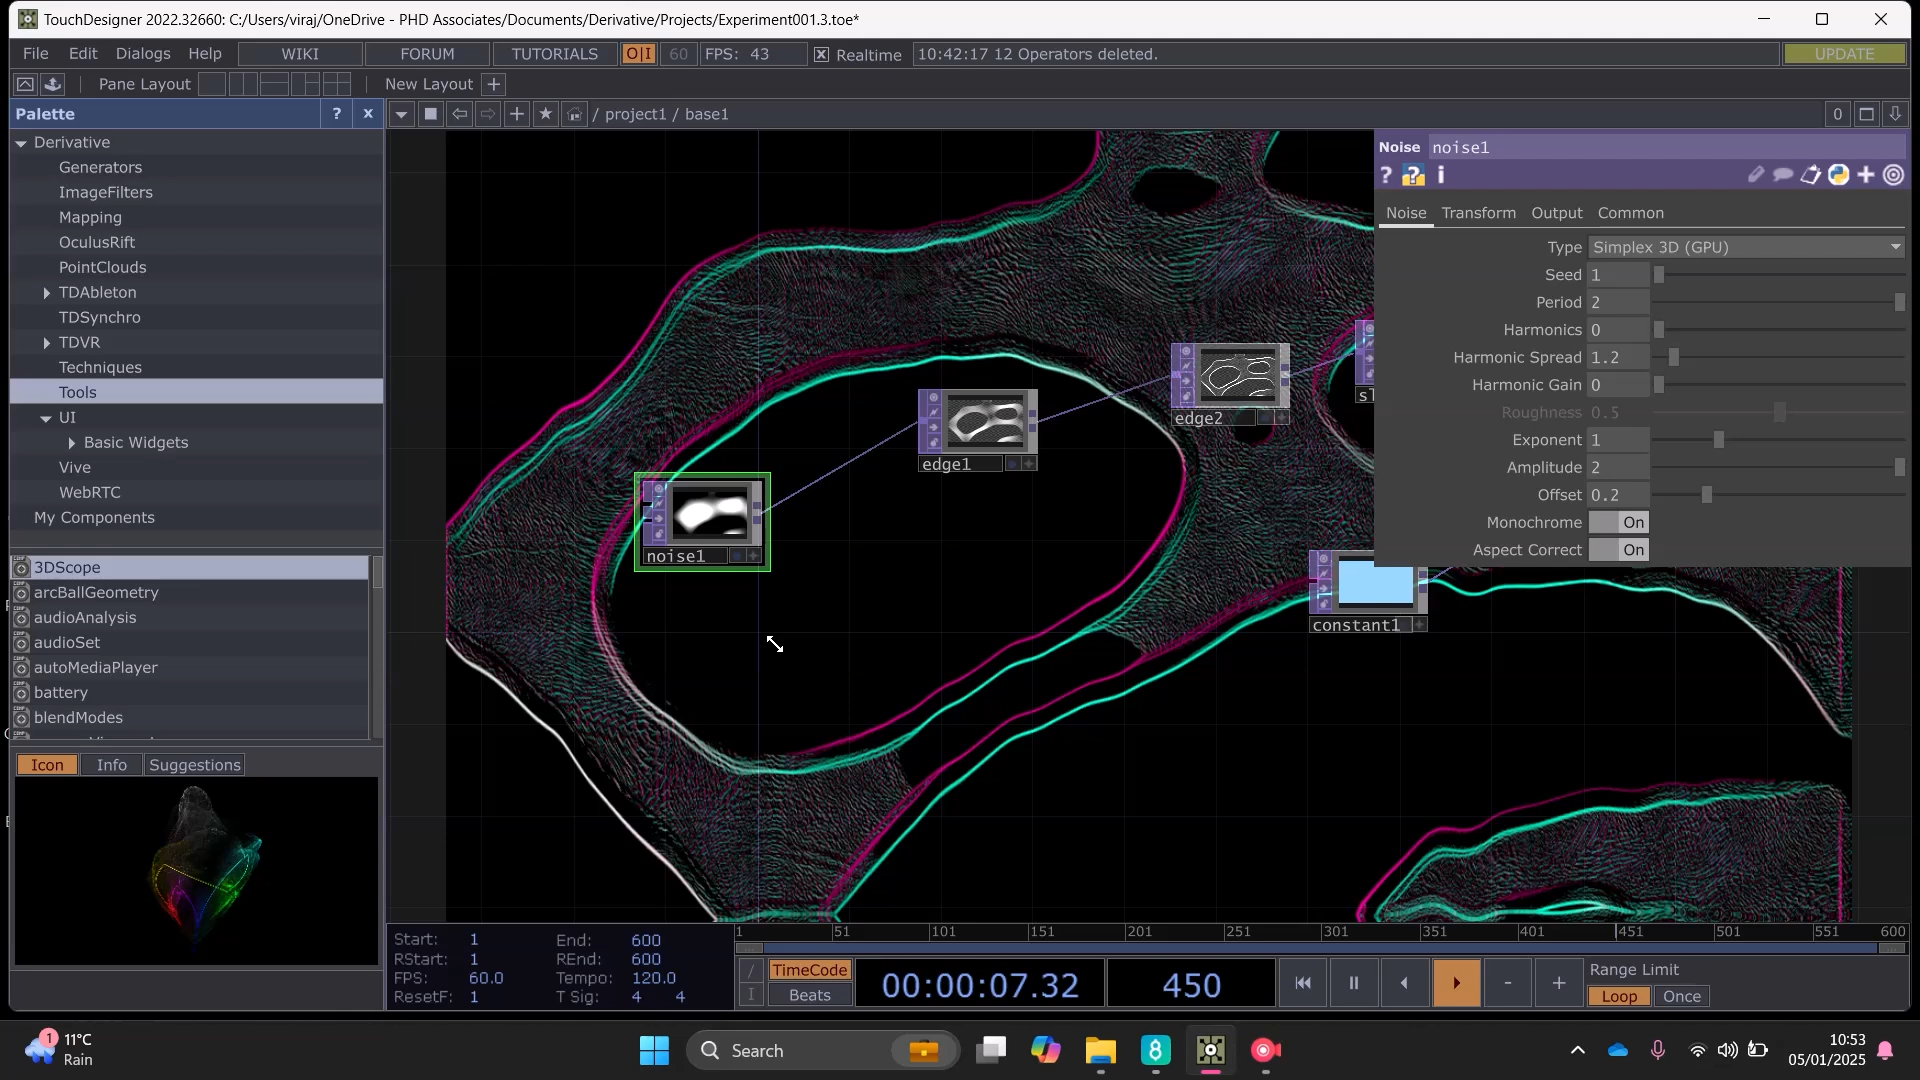 TouchDesigner 2022.32660: C:/Users/viraj/OneDrive - PHD Associates/Documents/Derivative/Projects/Experiment001.3.toe*
File Edit Dialogs Help WIKI FORUM TUTORIALS O|I 60 FPS: 43 Realtime 10:42:17 12 Operators deleted. UPDATE
Pane Layout New Layout +
Palette ? x
/ project1 / base1 0
Derivative
Generators
ImageFilters
Mapping
OculusRift
PointClouds
TDAbleton
TDSynchro
TDVR
Techniques
Tools
UI
Basic Widgets
Vive
WebRTC
My Components
3DScope
arcBallGeometry
audioAnalysis
audioSet
autoMediaPlayer
battery
blendModes
Icon Info Suggestions
noise1
edge1
edge2
constant1
Noise noise1
? ? i
Noise Transform Output Common
Type Simplex 3D (GPU)
Seed 1
Period 2
Harmonics 0
Harmonic Spread 1.2
Harmonic Gain 0
Roughness 0.5
Exponent 1
Amplitude 2
Offset 0.2
Monochrome On
Aspect Correct On
Start: 1 End: 600
RStart: 1 REnd: 600
FPS: 60.0 Tempo: 120.0
ResetF: 1 T Sig: 4 4
1 51 101 151 201 251 301 351 401 451 501 551 600
TimeCode
Beats
00:00:07.32 450
Range Limit
Loop Once
1
11°C
Rain
Search
10:53
05/01/2025